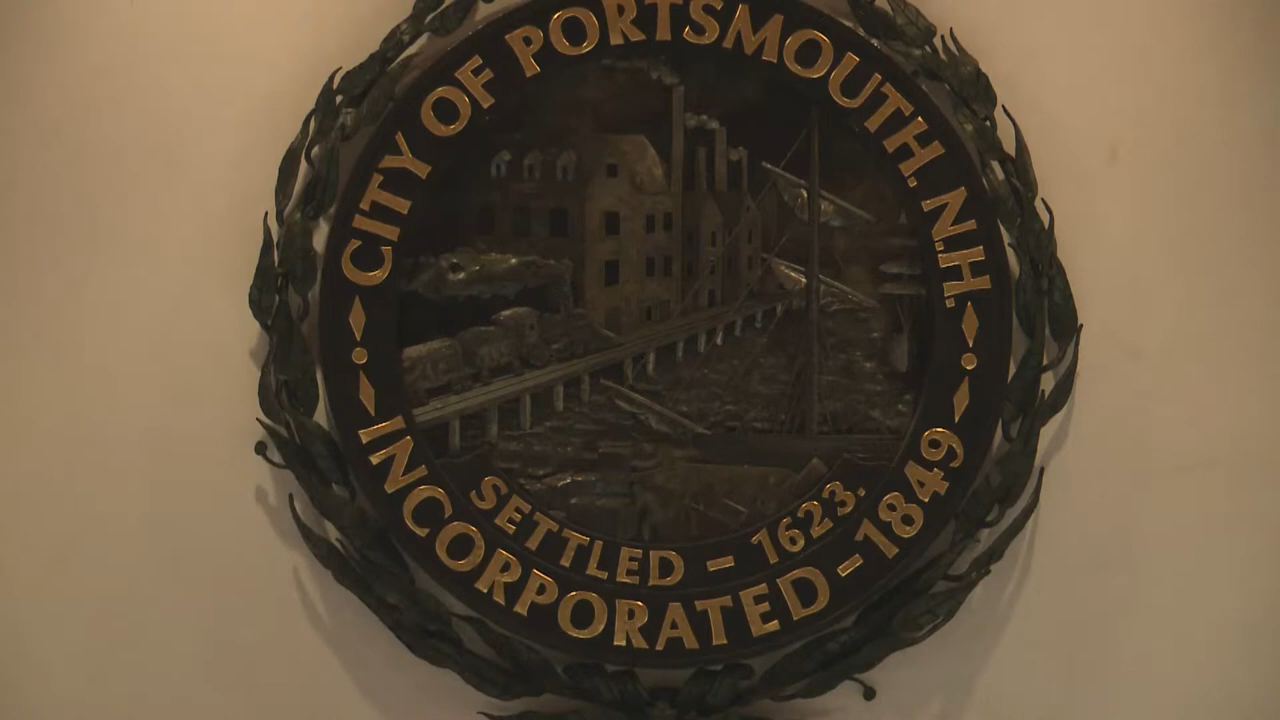 CITY OF PORTSMOUTH. N.H.
SETTLED – 1623.
INCORPORATED – 1849